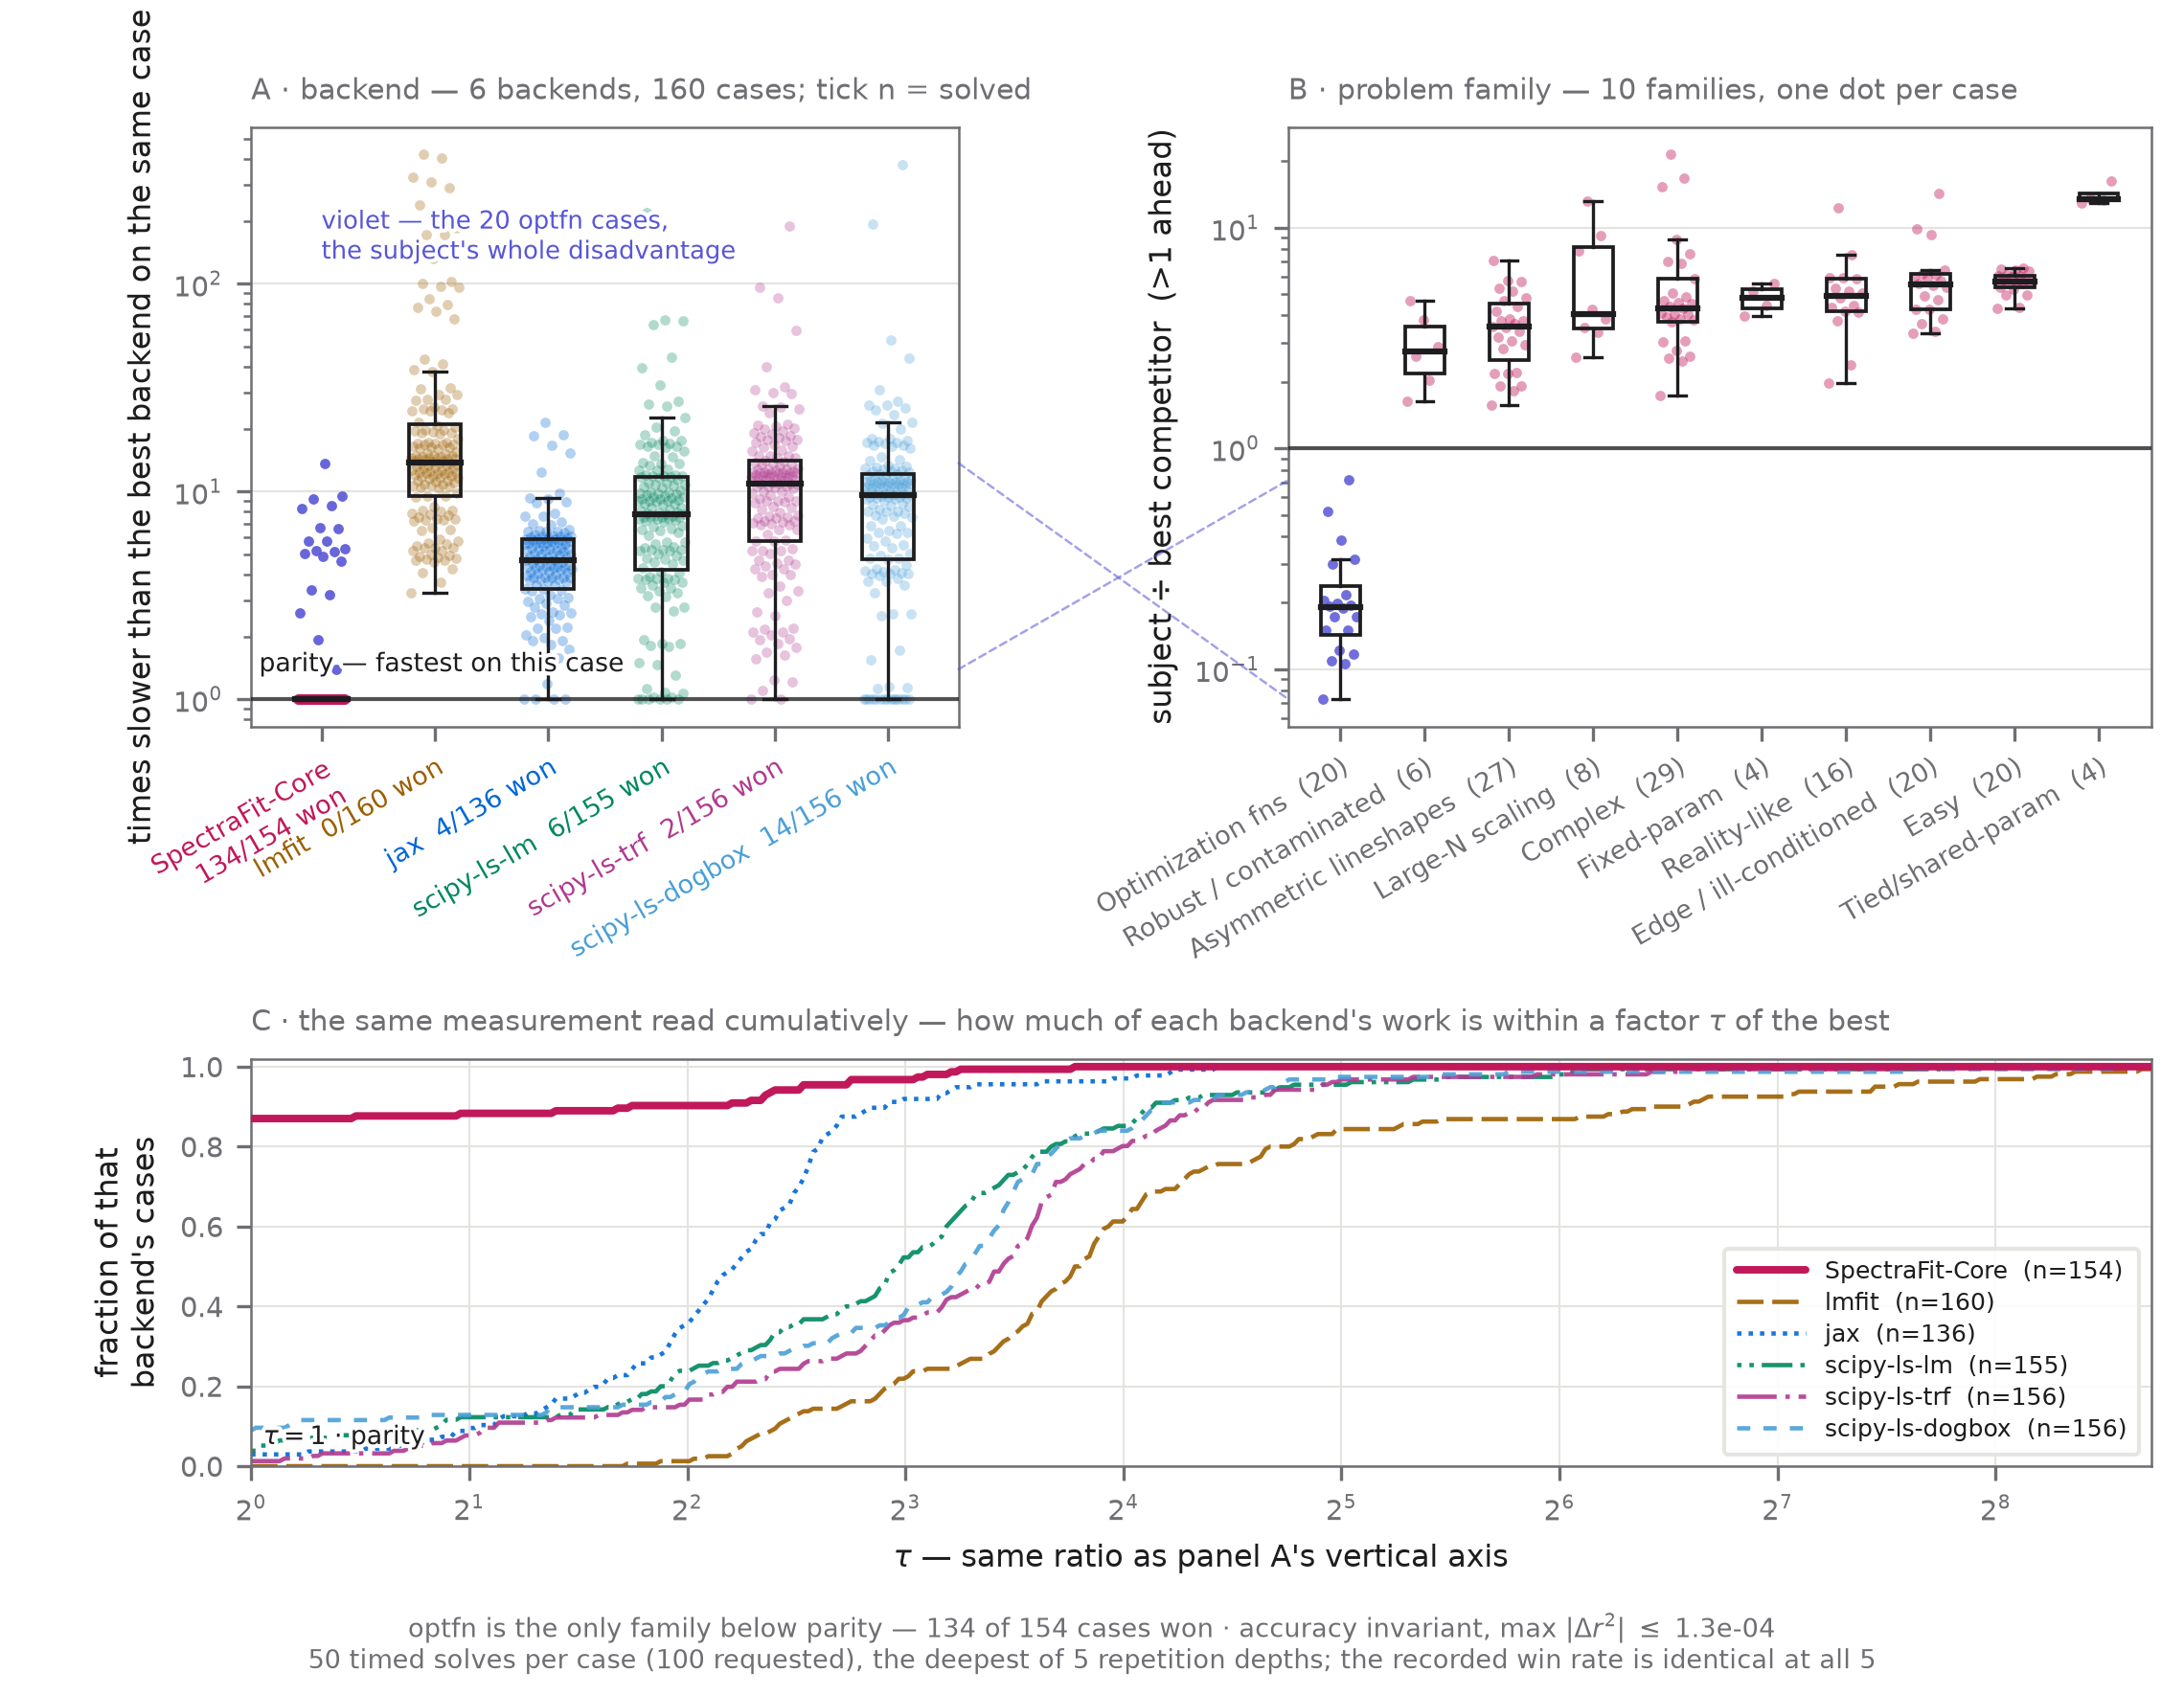 A · backend — 6 backends, 160 cases; tick n = solved
times slower than the best backend on the same case
10²
10¹
10⁰
violet — the 20 optfn cases,
the subject's whole disadvantage
parity — fastest on this case
SpectraFit-Core
134/154 won
lmfit 0/160 won
jax 4/136 won
scipy-ls-lm 6/155 won
scipy-ls-trf 2/156 won
scipy-ls-dogbox 14/156 won
B · problem family — 10 families, one dot per case
subject ÷ best competitor (>1 ahead)
10¹
10⁰
10⁻¹
Optimization fns (20)
Robust / contaminated (6)
Asymmetric lineshapes (27)
Large-N scaling (8)
Complex (29)
Fixed-param (4)
Reality-like (16)
Edge / ill-conditioned (20)
Easy (20)
Tied/shared-param (4)
C · the same measurement read cumulatively — how much of each backend's work is within a factor τ of the best
fraction of that
backend's cases
1.0
0.8
0.6
0.4
0.2
0.0
τ = 1 · parity
SpectraFit-Core (n=154)
lmfit (n=160)
jax (n=136)
scipy-ls-lm (n=155)
scipy-ls-trf (n=156)
scipy-ls-dogbox (n=156)
2⁰ 2¹ 2² 2³ 2⁴ 2⁵ 2⁶ 2⁷ 2⁸
τ — same ratio as panel A's vertical axis
optfn is the only family below parity — 134 of 154 cases won · accuracy invariant, max |Δr²| ≤ 1.3e-04
50 timed solves per case (100 requested), the deepest of 5 repetition depths; the recorded win rate is identical at all 5